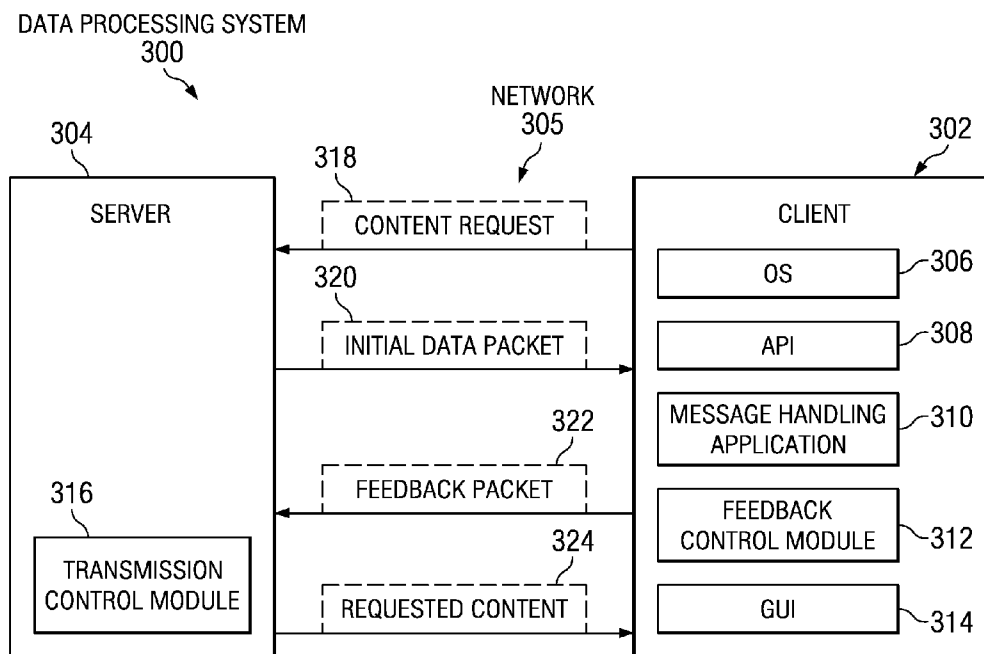 DATA PROCESSING SYSTEM
300
NETWORK
305
304
318
302
SERVER
CONTENT REQUEST
CLIENT
OS
306
320
INITIAL DATA PACKET
API
308
MESSAGE HANDLING
APPLICATION
310
322
FEEDBACK PACKET
FEEDBACK
CONTROL MODULE
312
316
TRANSMISSION
CONTROL MODULE
324
REQUESTED CONTENT
GUI
314